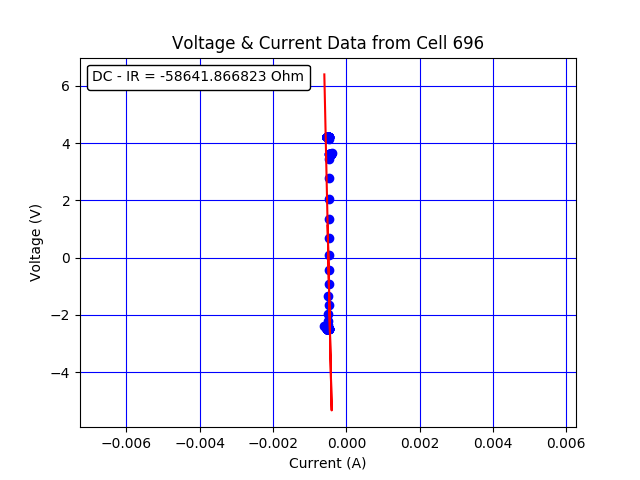 Voltage & Current Data from Cell 696
DC - IR = -58641.866823 Ohm
6
4
2
0
−2
−4
Voltage (V)
−0.006 −0.004 −0.002 0.000 0.002 0.004 0.006
Current (A)